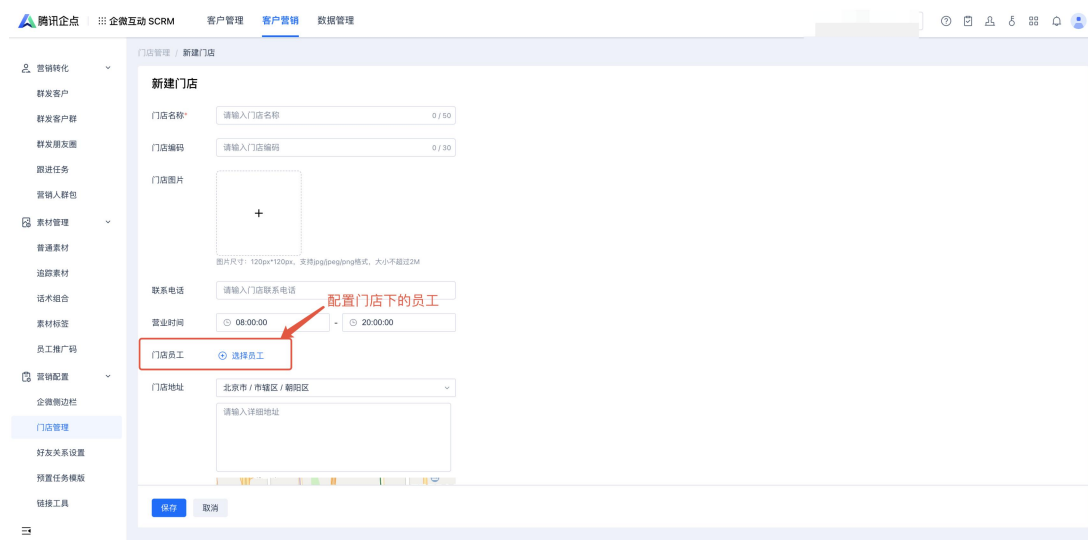 腾讯企点 企微互动 SCRM 客户管理 客户营销 数据管理
门店管理 / 新建门店
营销转化
群发客户
群发客户群
群发朋友圈
跟进任务
营销人群包
素材管理
普通素材
追踪素材
话术组合
素材标签
员工推广码
营销配置
企微侧边栏
门店管理
好友关系设置
预置任务模版
链接工具
新建门店
门店名称* 请输入门店名称 0 / 50
门店编码 请输入门店编码 0 / 30
门店图片
+
图片尺寸：120px*120px，支持jpg/jpeg/png格式，大小不超过2M
联系电话 请输入门店联系电话
配置门店下的员工
营业时间 08:00:00 - 20:00:00
门店员工 选择员工
门店地址 北京市 / 市辖区 / 朝阳区
请输入详细地址
保存 取消